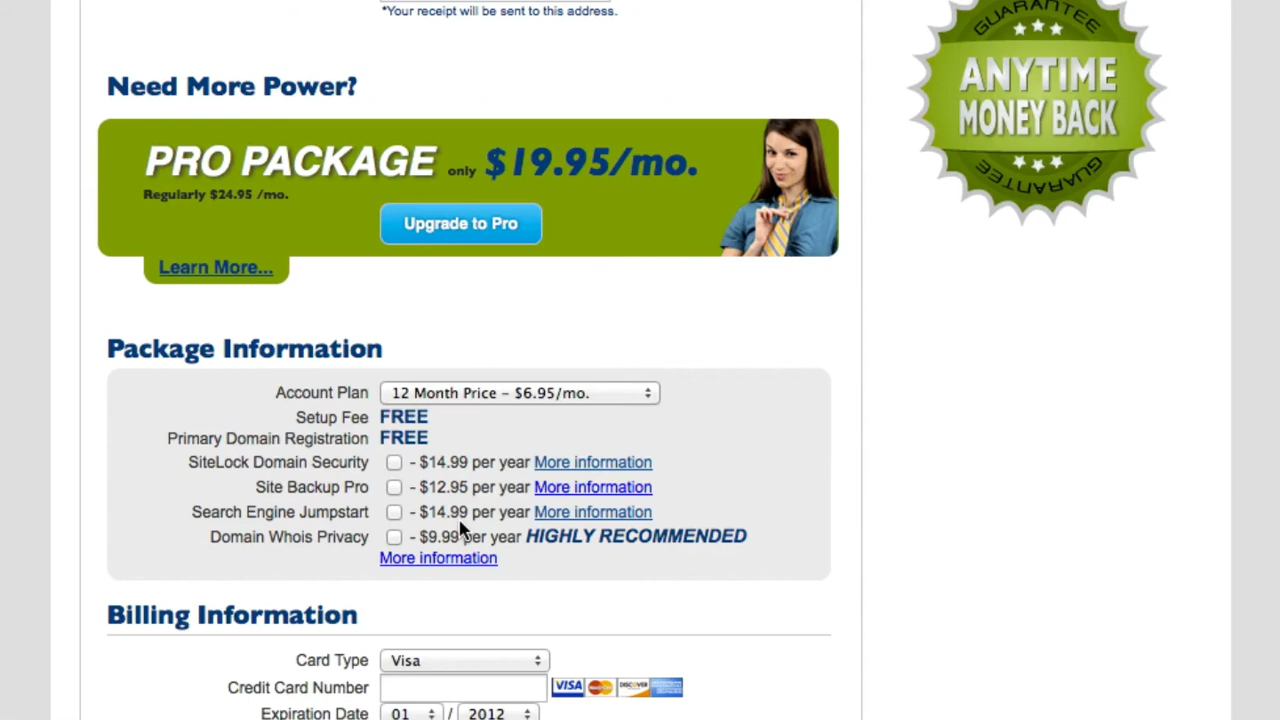 *Your receipt will be sent to this address.
GUARANTEE
ANYTIME
MONEY BACK
GUARANTEE
Need More Power?
PRO PACKAGE only $19.95/mo.
Regularly $24.95 /mo.
Upgrade to Pro
Learn More...
Package Information
Account Plan 12 Month Price - $6.95/mo.
Setup Fee FREE
Primary Domain Registration FREE
SiteLock Domain Security - $14.99 per year More information
Site Backup Pro - $12.95 per year More information
Search Engine Jumpstart - $14.99 per year More information
Domain Whois Privacy - $9.99 per year HIGHLY RECOMMENDED
More information
Billing Information
Card Type Visa
Credit Card Number VISA MasterCard DISCOVER
Expiration Date 01 / 2012